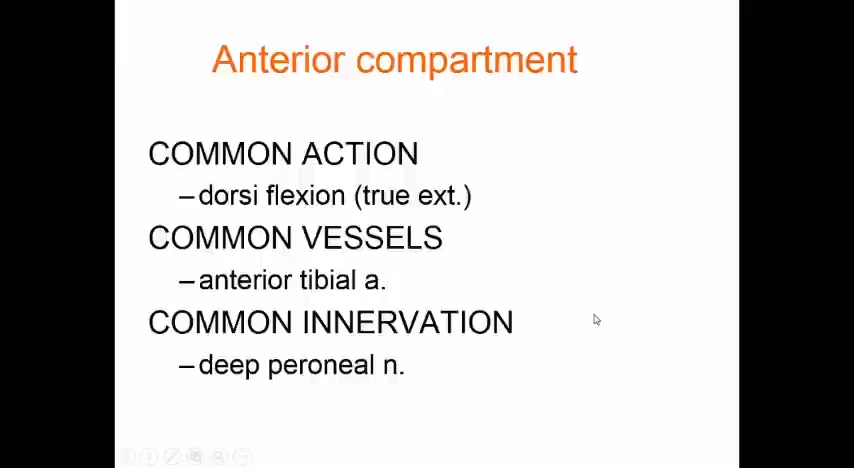 Anterior compartment
COMMON ACTION
–dorsi flexion (true ext.)
COMMON VESSELS
–anterior tibial a.
COMMON INNERVATION
–deep peroneal n.